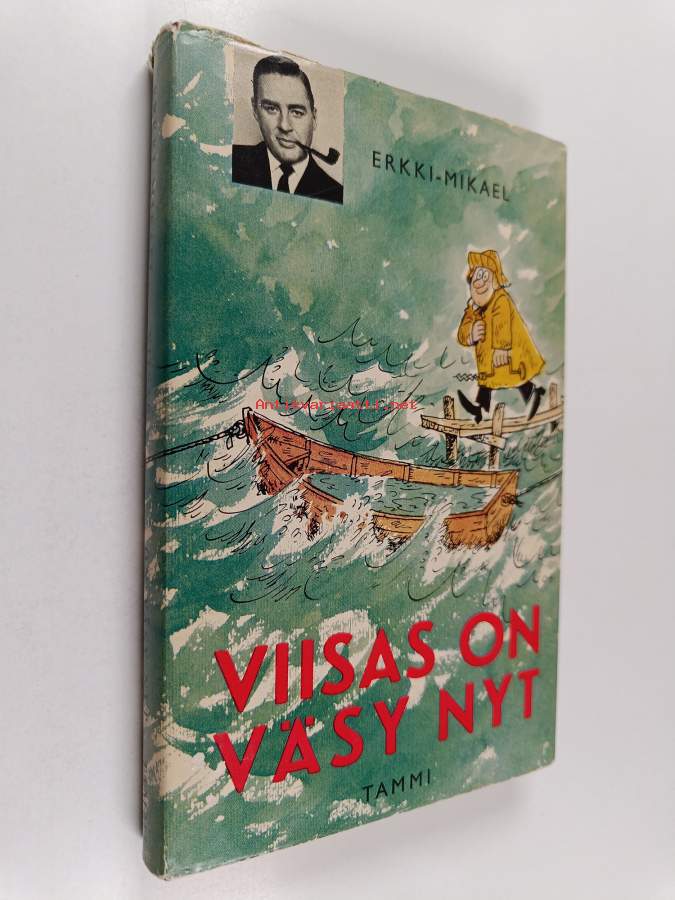 ERKKI-MIKAEL
Antikvariaatti.net
VIISAS ON
VÄSY NYT
TAMMI